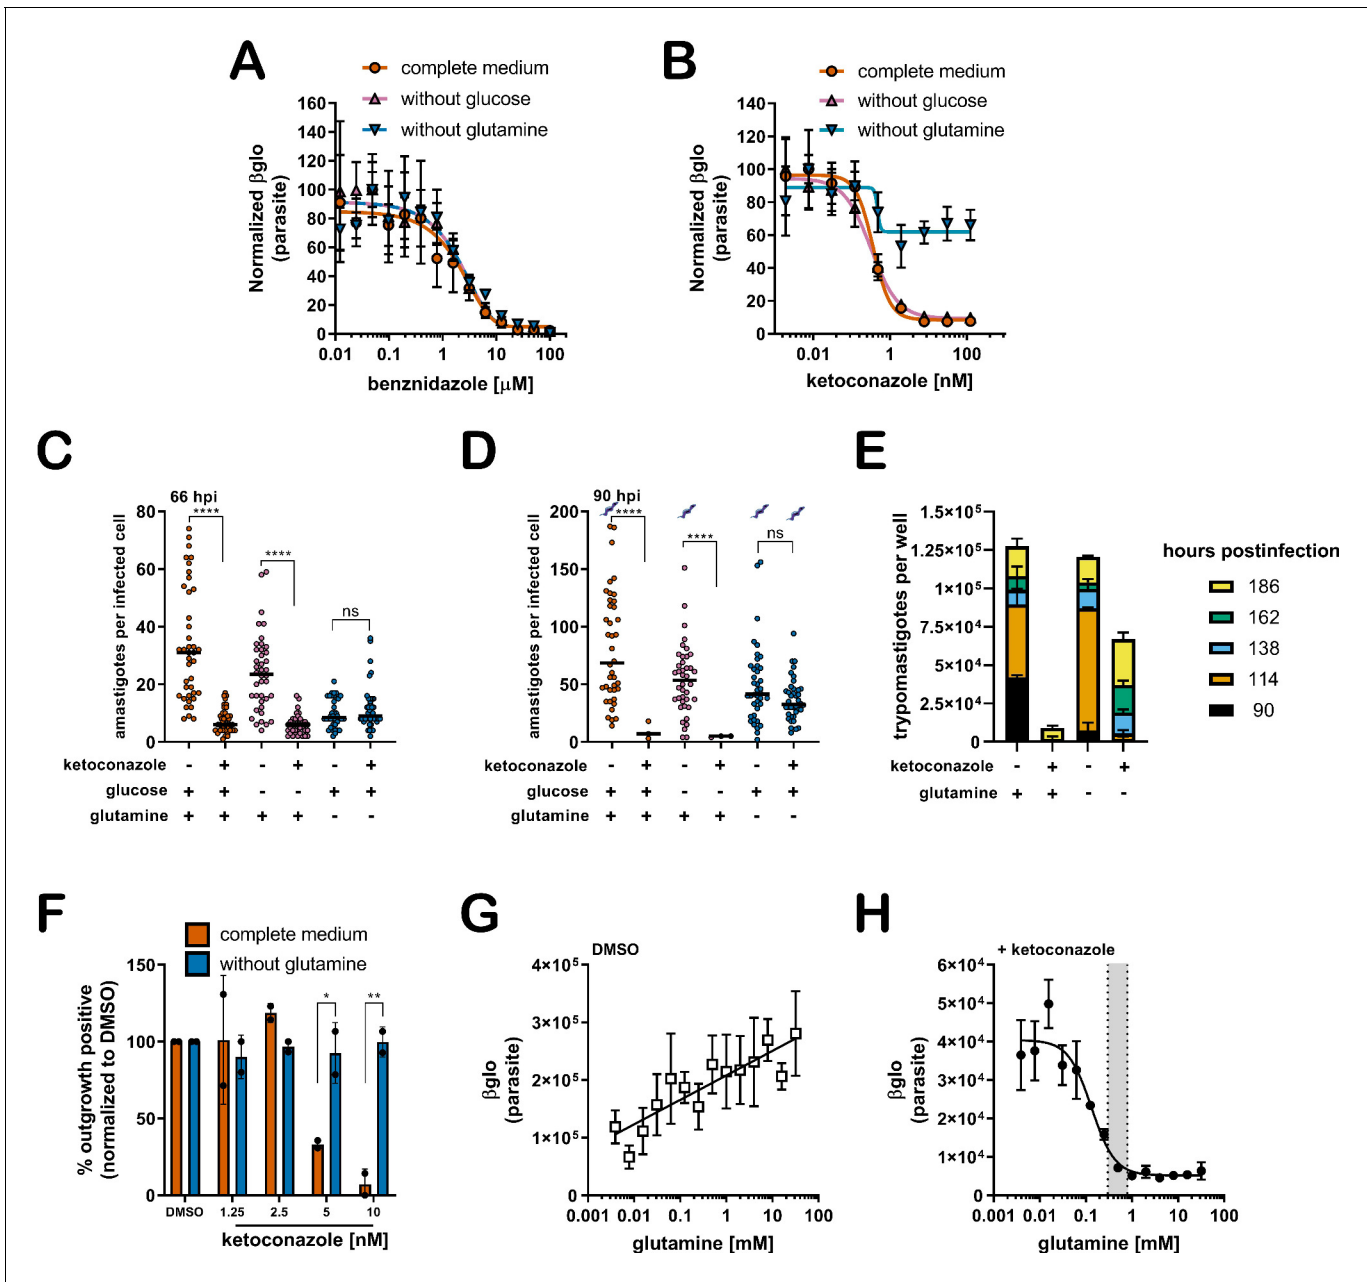 A
complete medium
without glucose
without glutamine
Normalized βglo
(parasite)
160
140
120
100
80
60
40
20
0
0.01 0.1 1 10 100
benznidazole [μM]
B
complete medium
without glucose
without glutamine
Normalized βglo
(parasite)
140
120
100
80
60
40
20
0
0.01 1 100
ketoconazole [nM]
C
66 hpi
**** **** ns
amastigotes per infected cell
80
60
40
20
0
ketoconazole - + - + - +
glucose + + - - + +
glutamine + + + + - -
D
90 hpi
**** **** ns
200
150
100
50
0
amastigotes per infected cell
ketoconazole - + - + - +
glucose + + - - + +
glutamine + + + + - -
E
trypomastigotes per well
1.5×10⁵
1.25×10⁵
1×10⁵
7.5×10⁴
5×10⁴
2.5×10⁴
0
ketoconazole - + - +
glutamine + + - -
hours postinfection
186
162
138
114
90
F
complete medium
without glutamine
% outgrowth positive
(normalized to DMSO)
150
100
50
0
* **
DMSO 1.25 2.5 5 10
ketoconazole [nM]
G
DMSO
βglo
(parasite)
4×10⁵
3×10⁵
2×10⁵
1×10⁵
0
0.001 0.01 0.1 1 10 100
glutamine [mM]
H
+ ketoconazole
βglo
(parasite)
6×10⁴
5×10⁴
4×10⁴
3×10⁴
2×10⁴
1×10⁴
0
0.001 0.01 0.1 1 10 100
glutamine [mM]